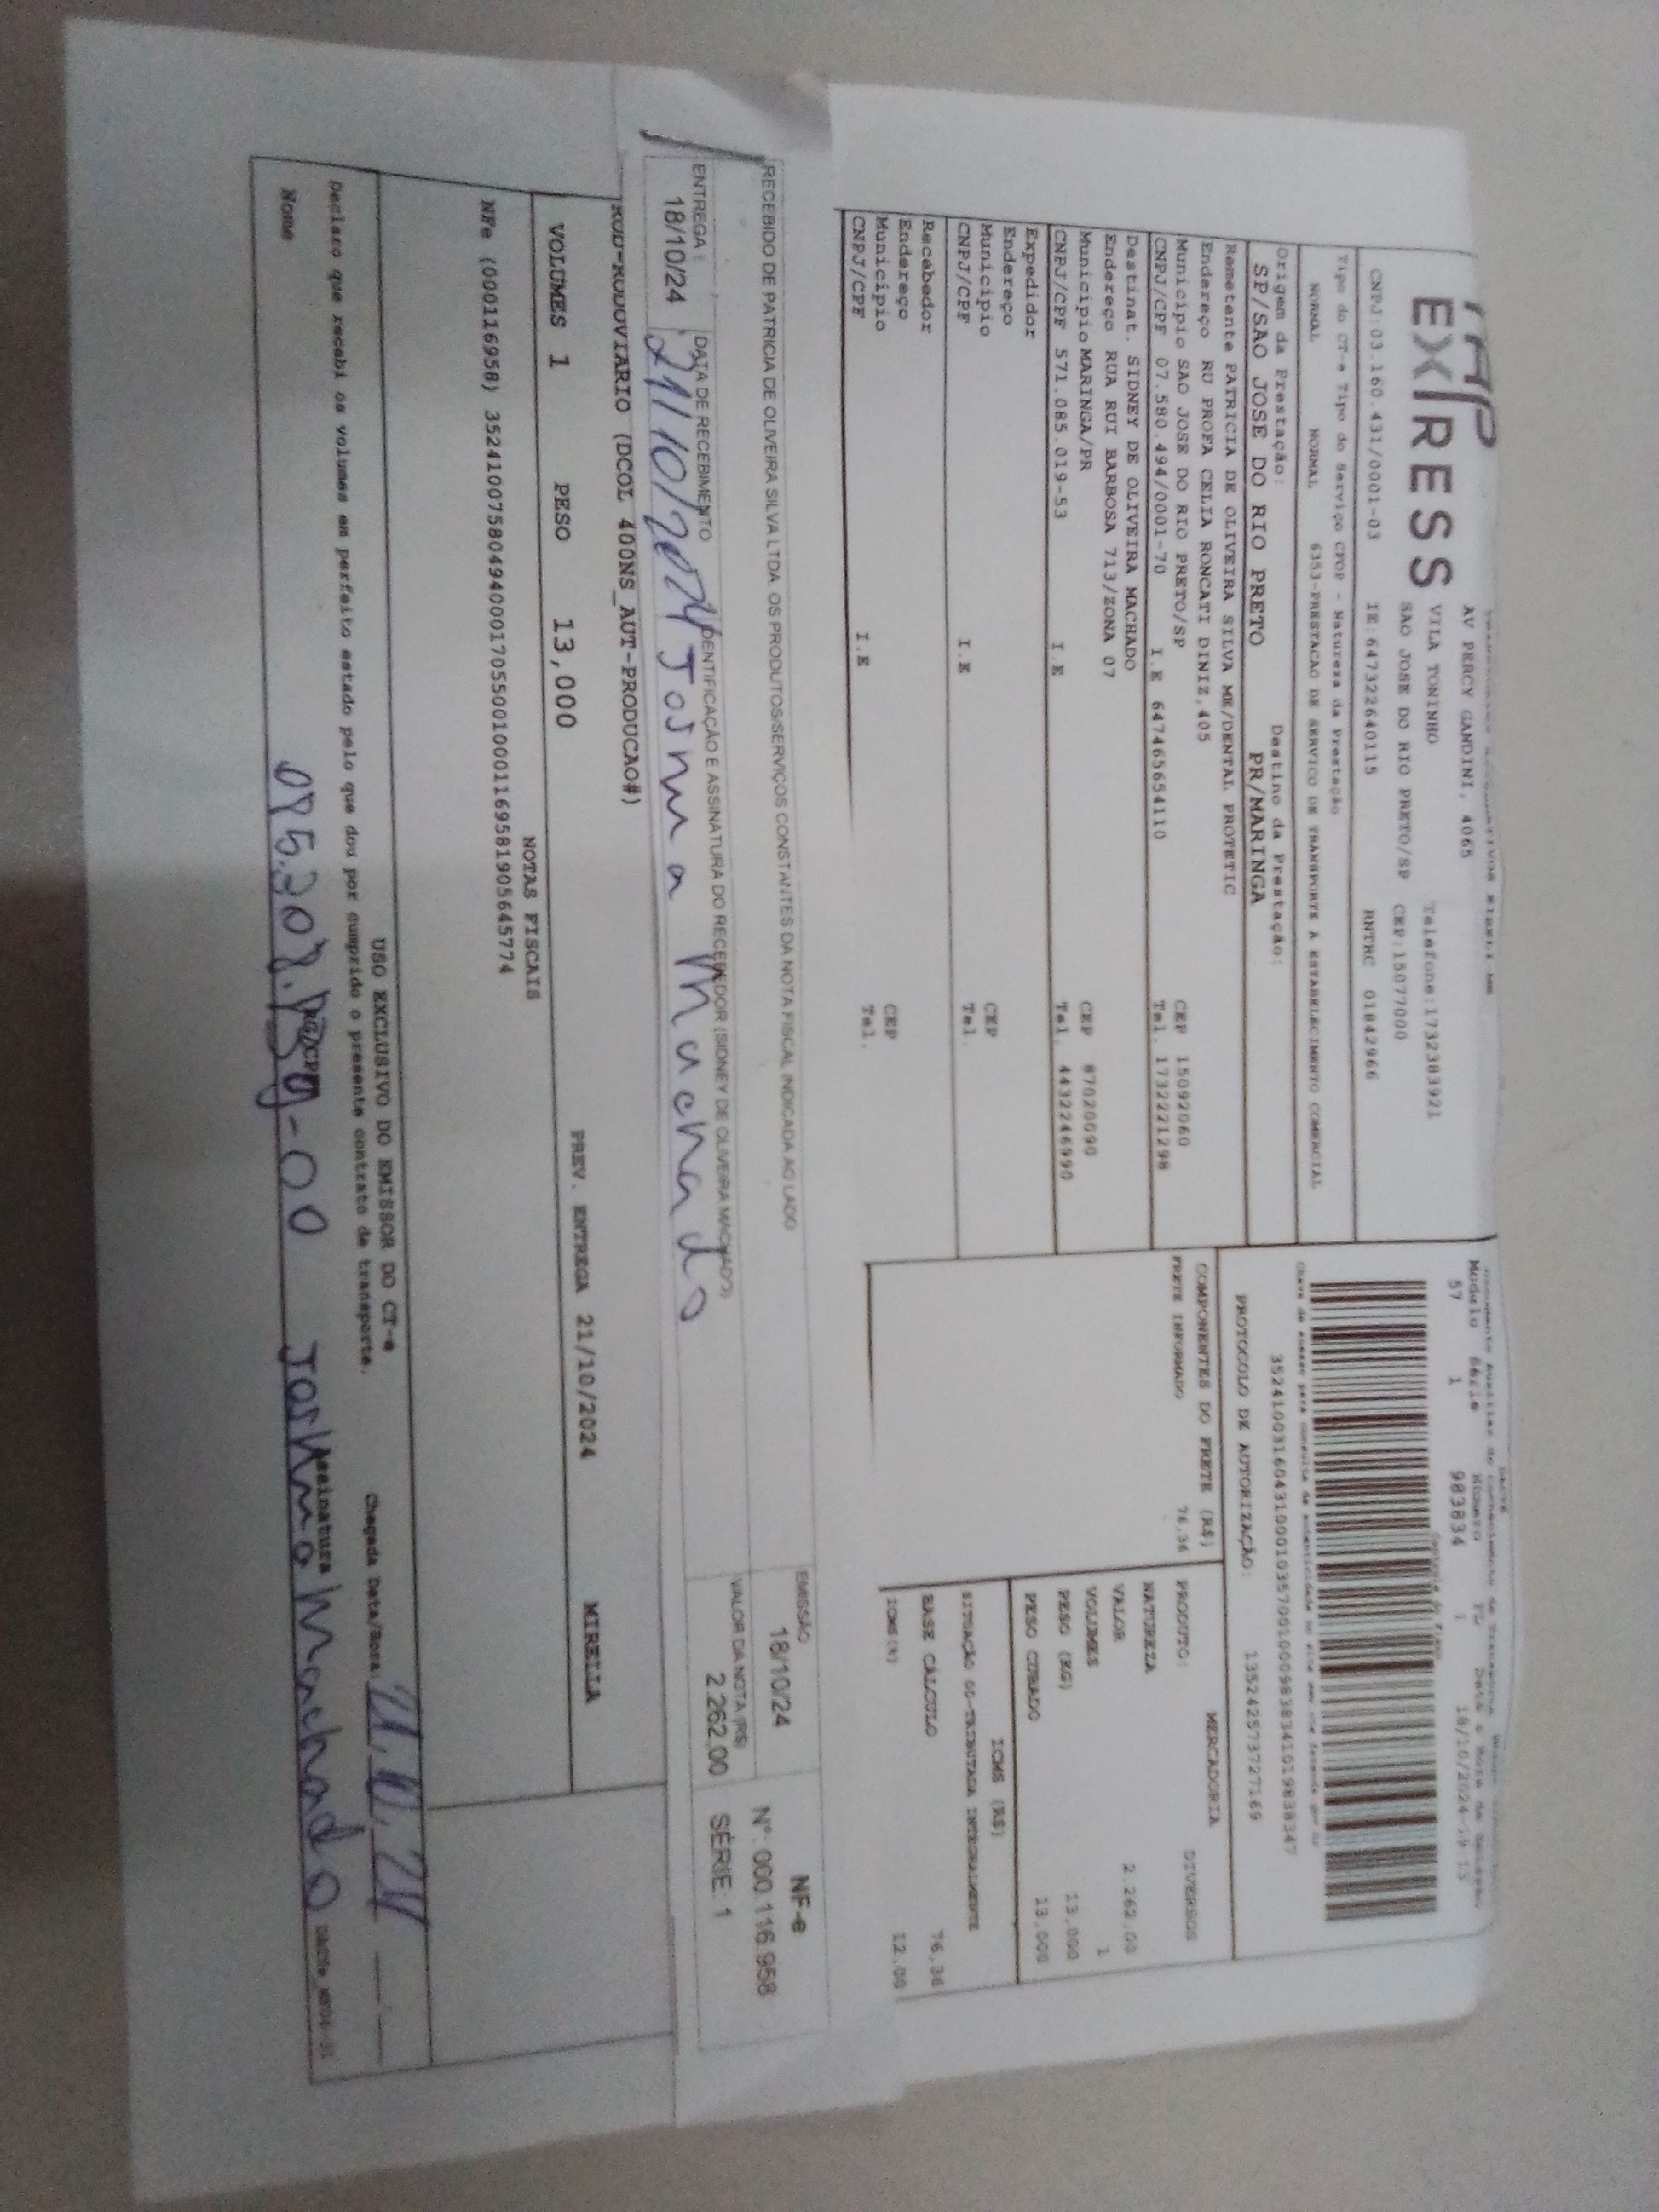 EXPRESS
AV PERCY GANDINI, 4065
VILA TONINHO Telefone:1732383921
SAO JOSE DO RIO PRETO/SP CEP:15077000
CNPJ:03.160.431/0001-03 IE:647322640115 RNTRC 01842966
Modelo Série Número FL Data e Hora da
57 1 983834 1 18/10/2024
Tipo do CT-e Tipo do Serviço CFOP - Natureza da Prestação
NORMAL NORMAL 6353-PRESTACAO DE SERVICO DE TRANSPORTE A ESTABELECIMENTO COMERCIAL
Origem da Prestação: Destino da Prestação:
SP/SAO JOSE DO RIO PRETO PR/MARINGA
PROTOCOLO DE AUTORIZAÇÃO: 135242573727169
Remetente PATRICIA DE OLIVEIRA SILVA ME/DENTAL PROTETIC
Endereço RU PROFA CELIA RONCATI DINIZ,405
Município SAO JOSE DO RIO PRETO/SP CEP 15092060
CNPJ/CPF 07.580.494/0001-70 I.E 647465654110 Tel. 1732221298
Destinat. SIDNEY DE OLIVEIRA MACHADO
Endereço RUA RUI BARBOSA 713/ZONA 07
Município MARINGA/PR CEP 87020090
CNPJ/CPF 571.085.019-53 I.E Tel. 4432246990
Expedidor
Endereço
Município CEP
CNPJ/CPF I.E Tel.
Recebedor
Endereço
Município CEP
CNPJ/CPF I.E Tel.
COMPONENTES DO FRETE (R$)
FRETE INFORMADO 76,36
MERCADORIA
PRODUTO: DIVERSOS
NATUREZA
VALOR 2.262,00
VOLUMES 1
PESO (KG) 13,000
PESO CUBADO 13,000
ICMS (R$)
SITUAÇÃO 00-TRIBUTADA INTEGRALMENTE
BASE CÁLCULO 76,36
ICMS(%) 12,00
RECEBIDO DE PATRICIA DE OLIVEIRA SILVA LTDA. OS PRODUTOS/SERVIÇOS CONSTANTES DA NOTA FISCAL INDICADA AO LADO
EMISSÃO
18/10/24
NF-e
Nº. 000.116.958
SÉRIE: 1
ENTREGA: DATA DE RECEBIMENTO IDENTIFICAÇÃO E ASSINATURA DO RECEBEDOR (SIDNEY DE OLIVEIRA MACHADO)
VALOR DA NOTA (R$)
2.262,00
18/10/24 21/10/2024 Josma Machado
ROD-RODOVIARIO (DCOL 400NS_AUT-PRODUCAO#)
VOLUMES 1 PESO 13,000 PREV. ENTREGA 21/10/2024 MIRELLA
NOTAS FISCAIS
NFe (000116958) 35241007580494000170550010001169581905645774
USO EXCLUSIVO DO EMISSOR DO CT-e
Declaro que recebi os volumes em perfeito estado pelo que dou por cumprido o presente contrato de transporte. Chegada Data/Hora:
Nome Assinatura